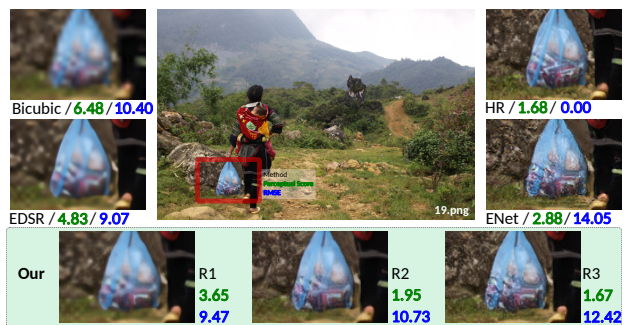 Bicubic / 6.48 / 10.40
HR / 1.68 / 0.00
Method
Perceptual Score
RMSE
19.png
EDSR / 4.83 / 9.07
ENet / 2.88 / 14.05
Our
R1
3.65
9.47
R2
1.95
10.73
R3
1.67
12.42